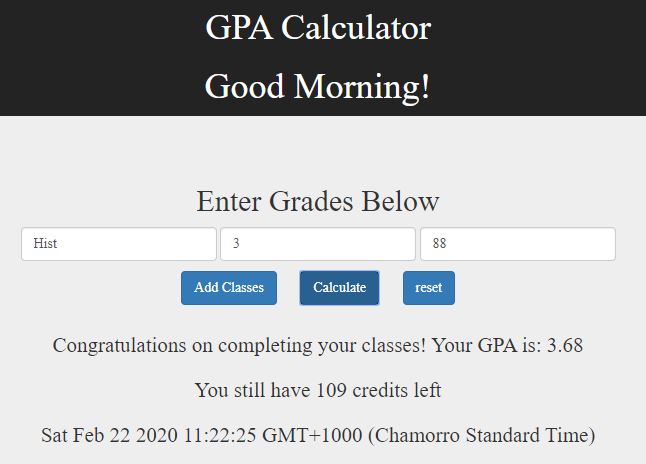 GPA Calculator
Good Morning!
Enter Grades Below
Hist 3 88
Add Classes Calculate reset
Congratulations on completing your classes! Your GPA is: 3.68
You still have 109 credits left
Sat Feb 22 2020 11:22:25 GMT+1000 (Chamorro Standard Time)